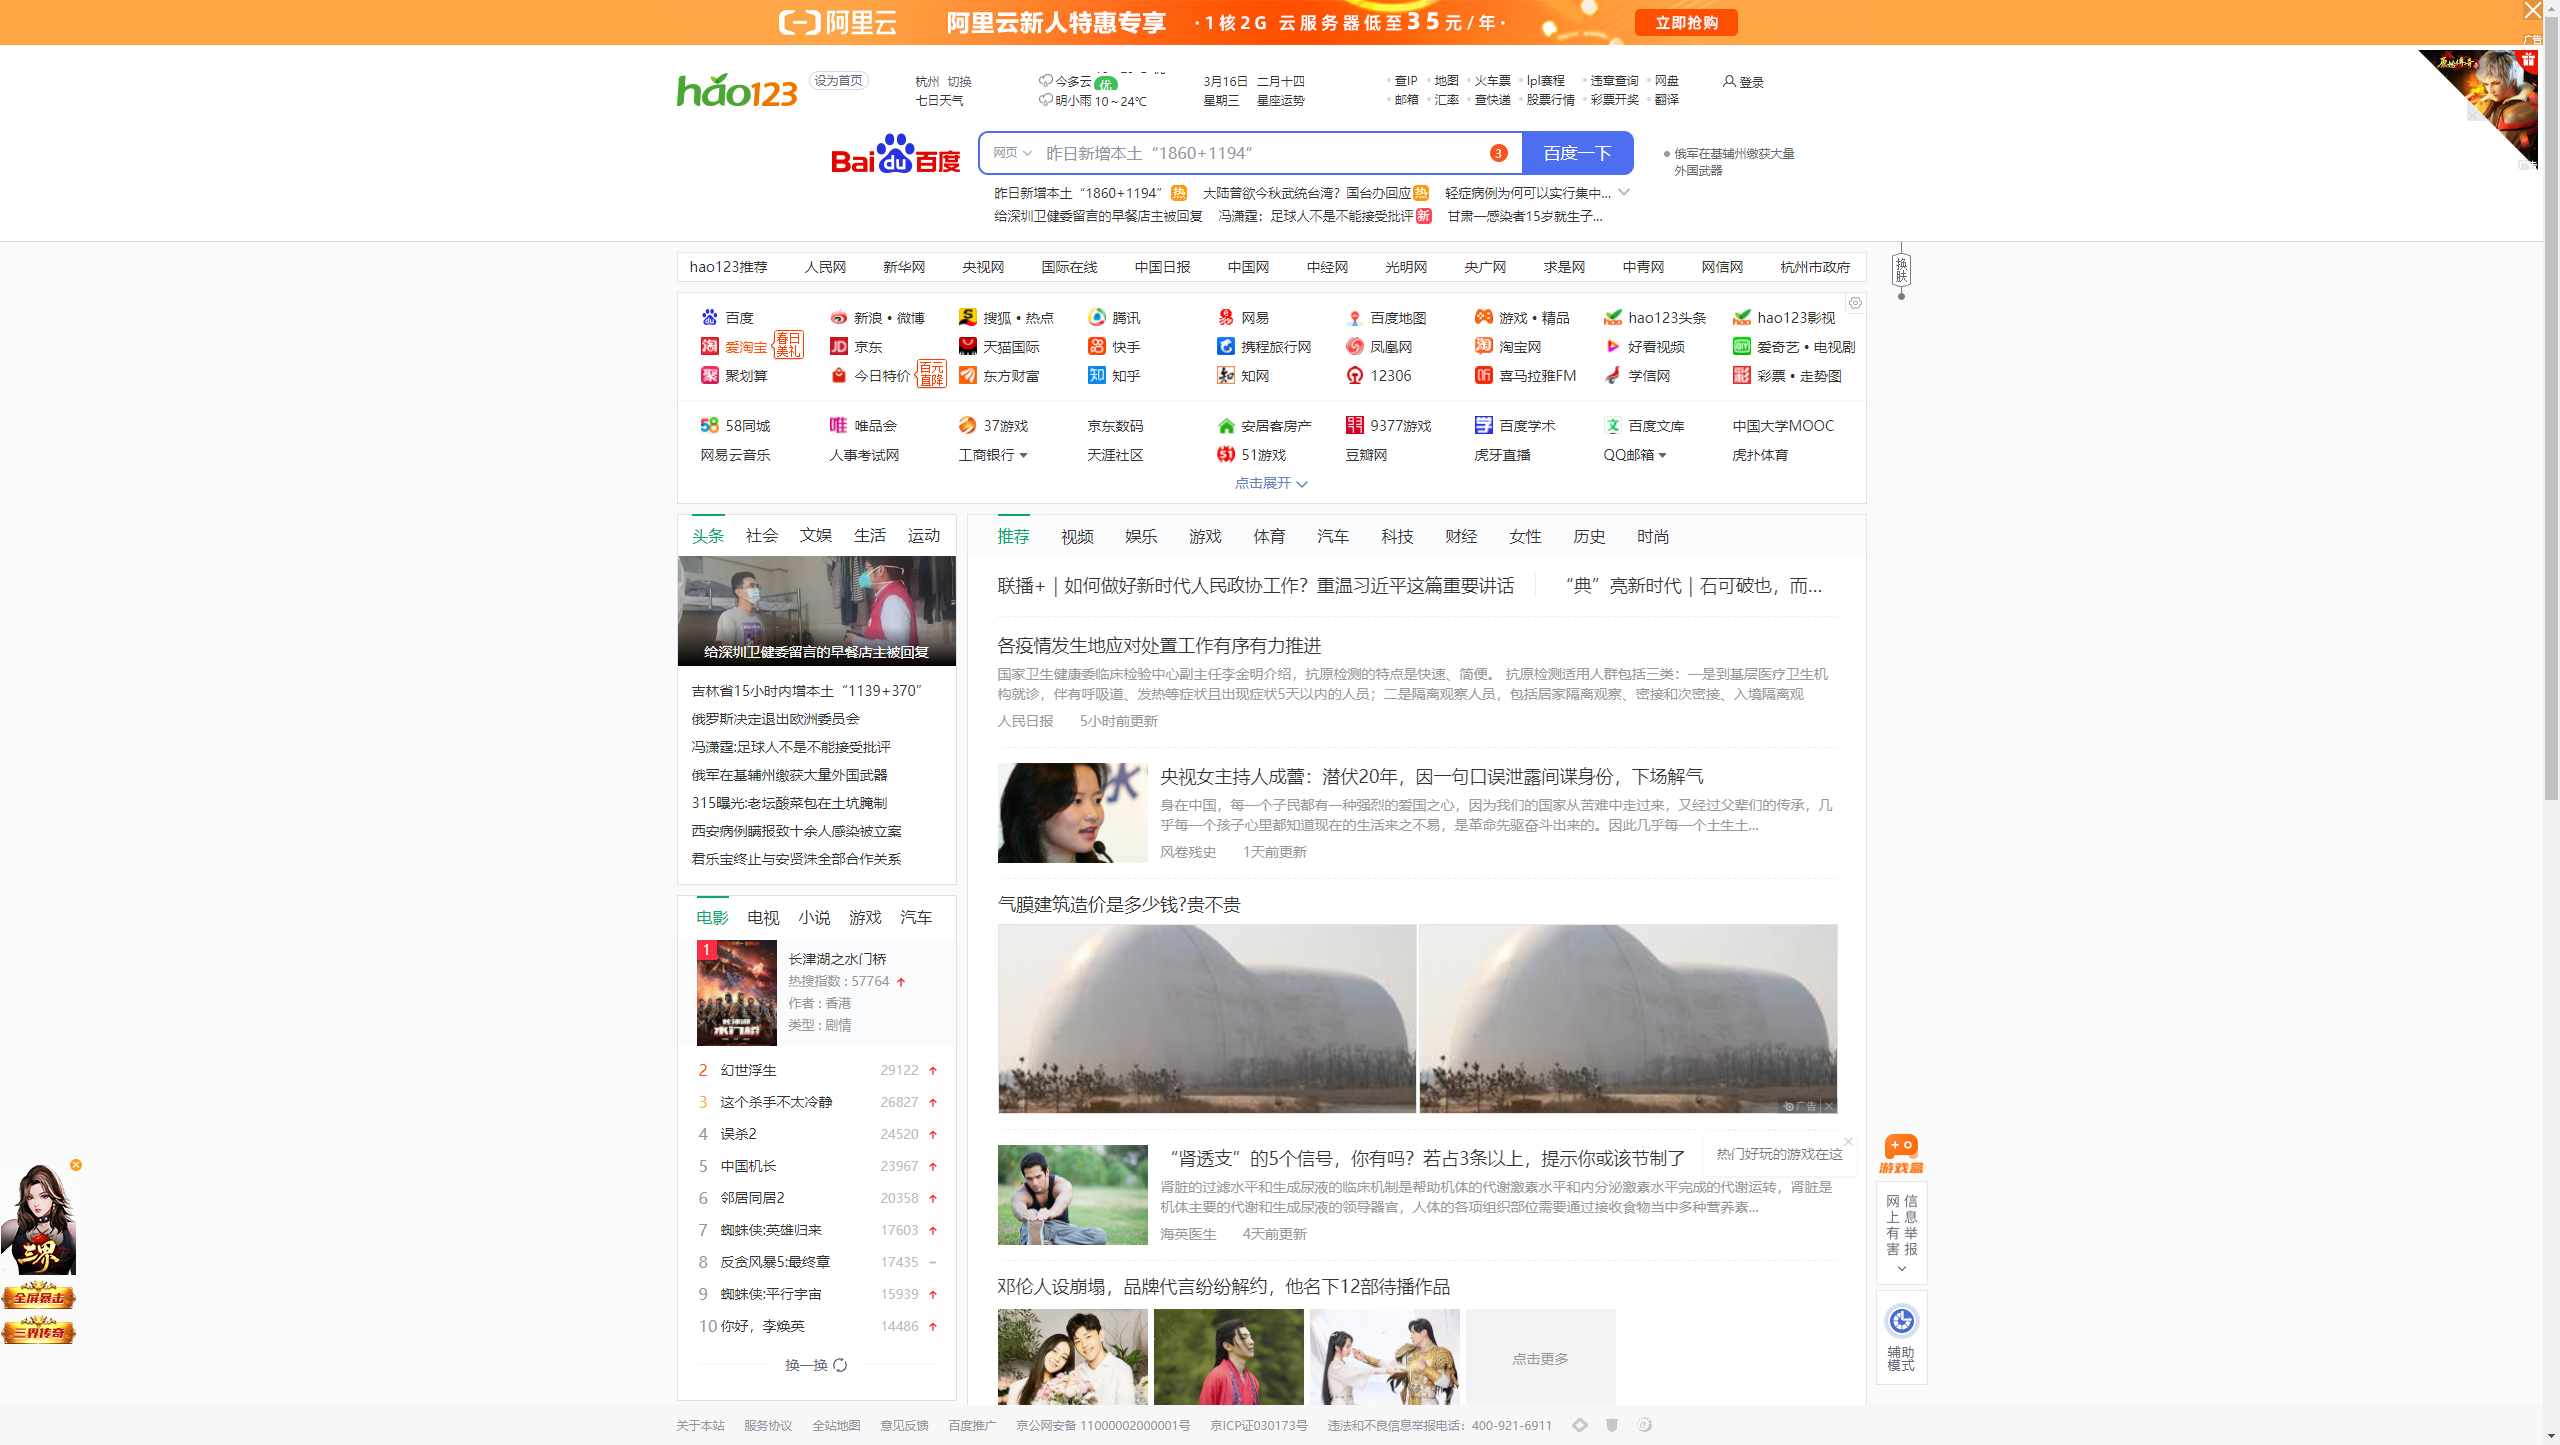 阿里云 阿里云新人特惠专享 ·1核2G 云服务器低至35元/年· 立即抢购
广告
hao123 设为首页 杭州 切换 今多云 优 3月16日 二月十四 查IP 地图 火车票 lpl赛程 违章查询 网盘 登录
七日天气 明小雨 10～24℃ 星期三 星座运势 邮箱 汇率 查快递 股票行情 彩票开奖 翻译
Baidu百度 网页 昨日新增本土“1860+1194” 3 百度一下 俄军在基辅州缴获大量
外国武器
昨日新增本土“1860+1194” 热 大陆曾欲今秋武统台湾？国台办回应 热 轻症病例为何可以实行集中...
给深圳卫健委留言的早餐店主被回复 冯潇霆：足球人不是不能接受批评 新 甘肃一感染者15岁就生子...
hao123推荐 人民网 新华网 央视网 国际在线 中国日报 中国网 中经网 光明网 央广网 求是网 中青网 网信网 杭州市政府
换肤
百度 新浪 • 微博 搜狐 • 热点 腾讯 网易 百度地图 游戏 • 精品 hao123头条 hao123影视
爱淘宝 春日美礼 京东 天猫国际 快手 携程旅行网 凤凰网 淘宝网 好看视频 爱奇艺 • 电视剧
聚划算 今日特价 百元直降 东方财富 知乎 知网 12306 喜马拉雅FM 学信网 彩票 • 走势图
58同城 唯品会 37游戏 京东数码 安居客房产 9377游戏 百度学术 百度文库 中国大学MOOC
网易云音乐 人事考试网 工商银行 天涯社区 51游戏 豆瓣网 虎牙直播 QQ邮箱 虎扑体育
点击展开
头条 社会 文娱 生活 运动
给深圳卫健委留言的早餐店主被回复
吉林省15小时内增本土“1139+370”
俄罗斯决定退出欧洲委员会
冯潇霆:足球人不是不能接受批评
俄军在基辅州缴获大量外国武器
315曝光:老坛酸菜包在土坑腌制
西安病例瞒报致十余人感染被立案
君乐宝终止与安贤洙全部合作关系
电影 电视 小说 游戏 汽车
1 长津湖之水门桥
热搜指数 : 57764
作者 : 香港
类型 : 剧情
水门桥
2 幻世浮生 29122
3 这个杀手不太冷静 26827
4 误杀2 24520
5 中国机长 23967
6 邻居同居2 20358
7 蜘蛛侠:英雄归来 17603
8 反贪风暴5:最终章 17435
9 蜘蛛侠:平行宇宙 15939
10 你好，李焕英 14486
换一换
推荐 视频 娱乐 游戏 体育 汽车 科技 财经 女性 历史 时尚
联播+ | 如何做好新时代人民政协工作？重温习近平这篇重要讲话 “典”亮新时代 | 石可破也，而...
各疫情发生地应对处置工作有序有力推进
国家卫生健康委临床检验中心副主任李金明介绍，抗原检测的特点是快速、简便。 抗原检测适用人群包括三类：一是到基层医疗卫生机
构就诊，伴有呼吸道、发热等症状且出现症状5天以内的人员；二是隔离观察人员，包括居家隔离观察、密接和次密接、入境隔离观
人民日报 5小时前更新
央视女主持人成蕾：潜伏20年，因一句口误泄露间谍身份，下场解气
身在中国，每一个子民都有一种强烈的爱国之心，因为我们的国家从苦难中走过来，又经过父辈们的传承，几
乎每一个孩子心里都知道现在的生活来之不易，是革命先驱奋斗出来的。因此几乎每一个土生土...
风卷残史 1天前更新
气膜建筑造价是多少钱?贵不贵
广告
“肾透支”的5个信号，你有吗？若占3条以上，提示你或该节制了
肾脏的过滤水平和生成尿液的临床机制是帮助机体的代谢激素水平和内分泌激素水平完成的代谢运转，肾脏是
机体主要的代谢和生成尿液的领导器官，人体的各项组织部位需要通过接收食物当中多种营养素...
海英医生 4天前更新
热门好玩的游戏在这
邓伦人设崩塌，品牌代言纷纷解约，他名下12部待播作品
点击更多
游戏盒
网上有害
信息举报
辅助
模式
三界
全屏暴击
三界传奇
关于本站 服务协议 全站地图 意见反馈 百度推广 京公网安备 11000002000001号 京ICP证030173号 违法和不良信息举报电话：400-921-6911